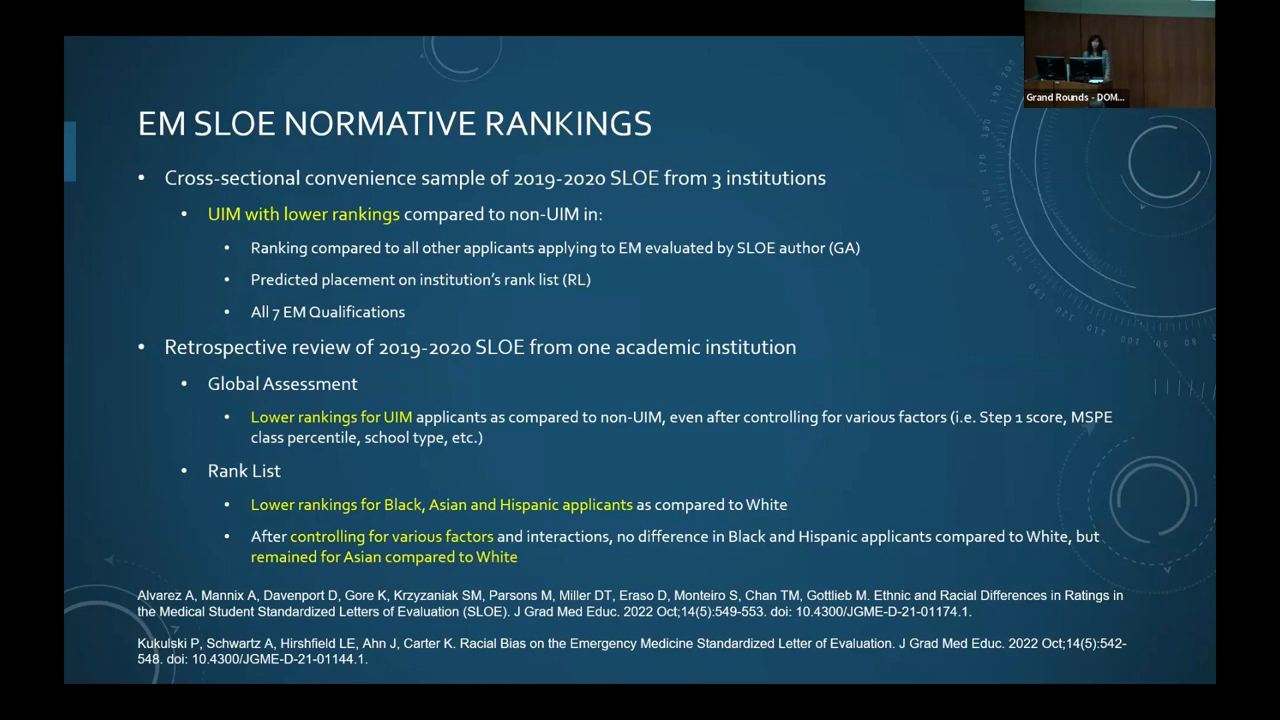 Grand Rounds - DOM...
EM SLOE NORMATIVE RANKINGS
• Cross-sectional convenience sample of 2019-2020 SLOE from 3 institutions
• UIM with lower rankings compared to non-UIM in:
• Ranking compared to all other applicants applying to EM evaluated by SLOE author (GA)
• Predicted placement on institution's rank list (RL)
• All 7 EM Qualifications
• Retrospective review of 2019-2020 SLOE from one academic institution
• Global Assessment
• Lower rankings for UIM applicants as compared to non-UIM, even after controlling for various factors (i.e. Step 1 score, MSPE
class percentile, school type, etc.)
• Rank List
• Lower rankings for Black, Asian and Hispanic applicants as compared to White
• After controlling for various factors and interactions, no difference in Black and Hispanic applicants compared to White, but
remained for Asian compared to White
Alvarez A, Mannix A, Davenport D, Gore K, Krzyzaniak SM, Parsons M, Miller DT, Eraso D, Monteiro S, Chan TM, Gottlieb M. Ethnic and Racial Differences in Ratings in
the Medical Student Standardized Letters of Evaluation (SLOE). J Grad Med Educ. 2022 Oct;14(5):549-553. doi: 10.4300/JGME-D-21-01174.1.
Kukulski P, Schwartz A, Hirshfield LE, Ahn J, Carter K. Racial Bias on the Emergency Medicine Standardized Letter of Evaluation. J Grad Med Educ. 2022 Oct;14(5):542-
548. doi: 10.4300/JGME-D-21-01144.1.